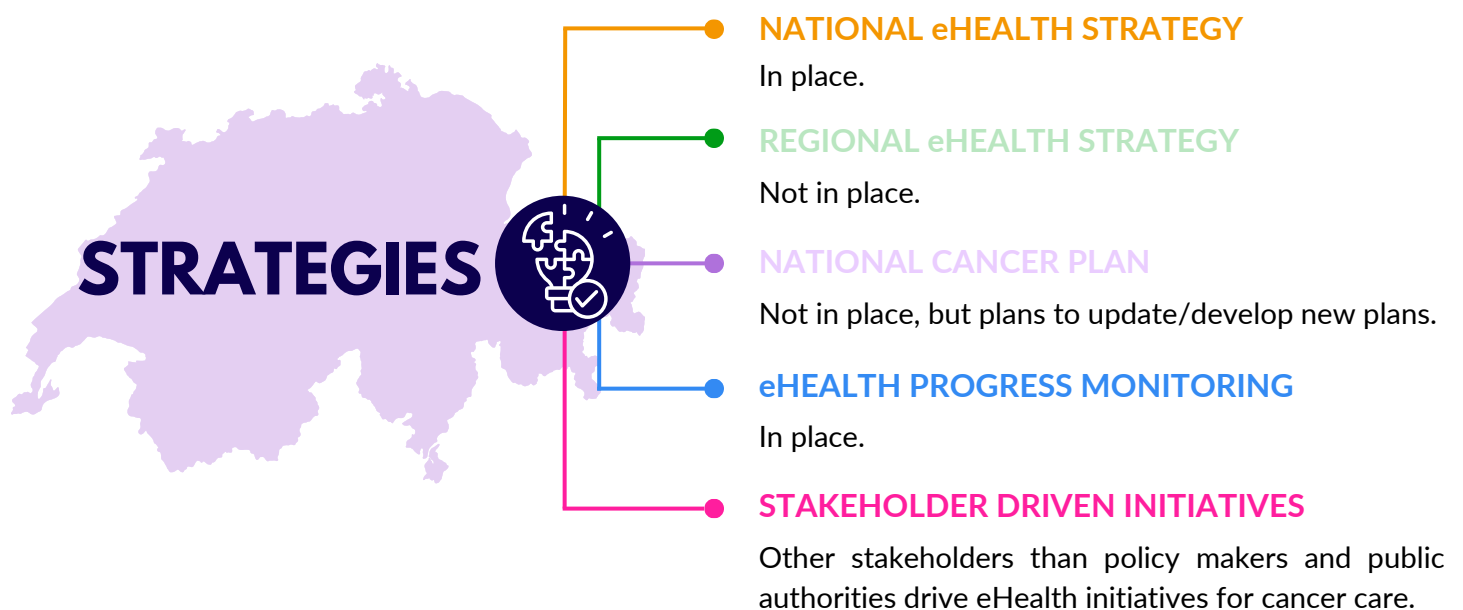 STRATEGIES
NATIONAL eHEALTH STRATEGY
In place.
REGIONAL eHEALTH STRATEGY
Not in place.
NATIONAL CANCER PLAN
Not in place, but plans to update/develop new plans.
eHEALTH PROGRESS MONITORING
In place.
STAKEHOLDER DRIVEN INITIATIVES
Other stakeholders than policy makers and public
authorities drive eHealth initiatives for cancer care.